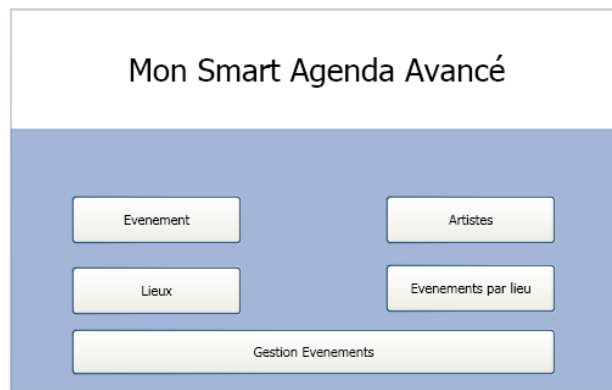 Mon Smart Agenda Avancé
Evenement
Artistes
Lieux
Evenements par lieu
Gestion Evenements